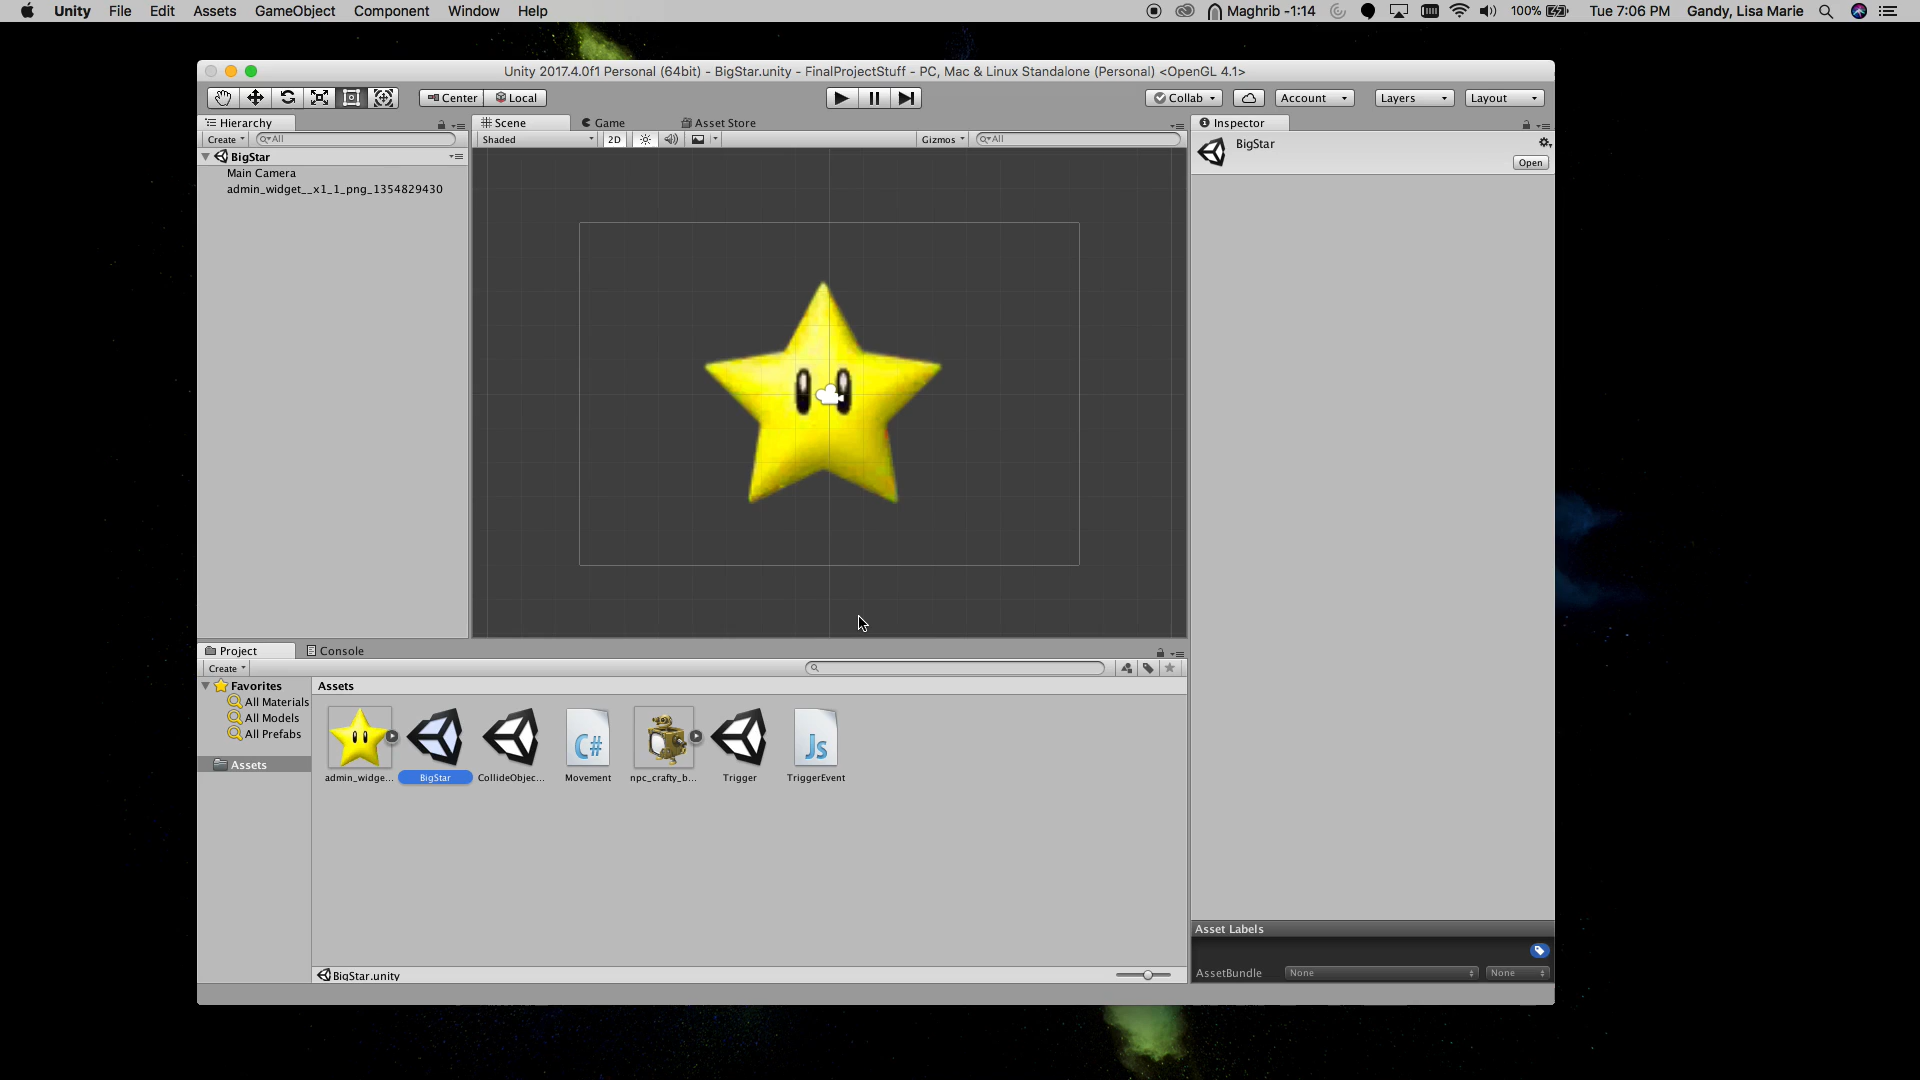 Unity File Edit Assets GameObject Component Window Help
Maghrib -1:14 100% Tue 7:06 PM Gandy, Lisa Marie
Unity 2017.4.0f1 Personal (64bit) - BigStar.unity - FinalProjectStuff - PC, Mac & Linux Standalone (Personal) <OpenGL 4.1>
Center Local Collab Account Layers Layout
Hierarchy
Create All
BigStar
Main Camera
admin_widget__x1_1_png_1354829430
Scene Game Asset Store
Shaded 2D Gizmos All
Inspector
BigStar
Open
Project Console
Create
Favorites
All Materials
All Models
All Prefabs
Assets
Assets
C# Js
admin_widge... BigStar CollideObjec... Movement npc_crafty_b... Trigger TriggerEvent
BigStar.unity
Asset Labels
AssetBundle None None